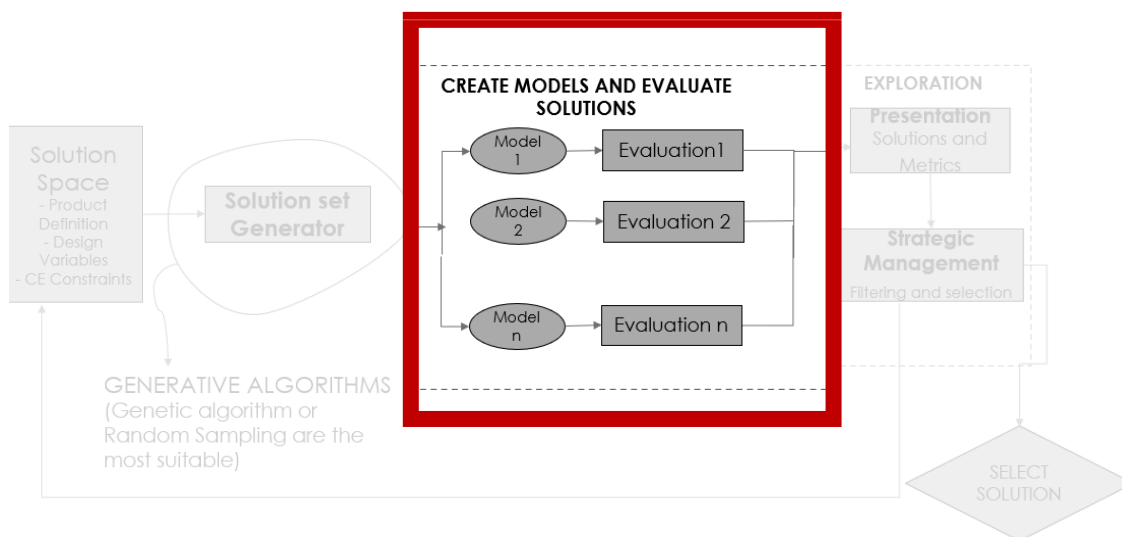 CREATE MODELS AND EVALUATE
SOLUTIONS
EXPLORATION
Presentation
Solutions and
Metrics
Solution
Space
- Product
Definition
- Design
Variables
- CE Constraints
Solution set
Generator
Model
1
Evaluation1
Model
2
Evaluation 2
Model
n
Evaluation n
Strategic
Management
Filtering and selection
GENERATIVE ALGORITHMS
(Genetic algorithm or
Random Sampling are the
most suitable)
SELECT
SOLUTION